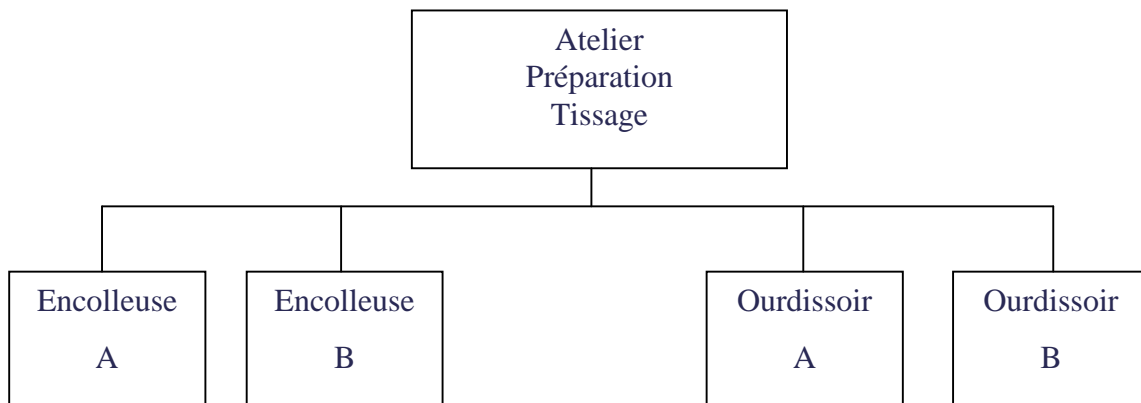 Atelier
Préparation
Tissage
Encolleuse
A
Encolleuse
B
Ourdissoir
A
Ourdissoir
B